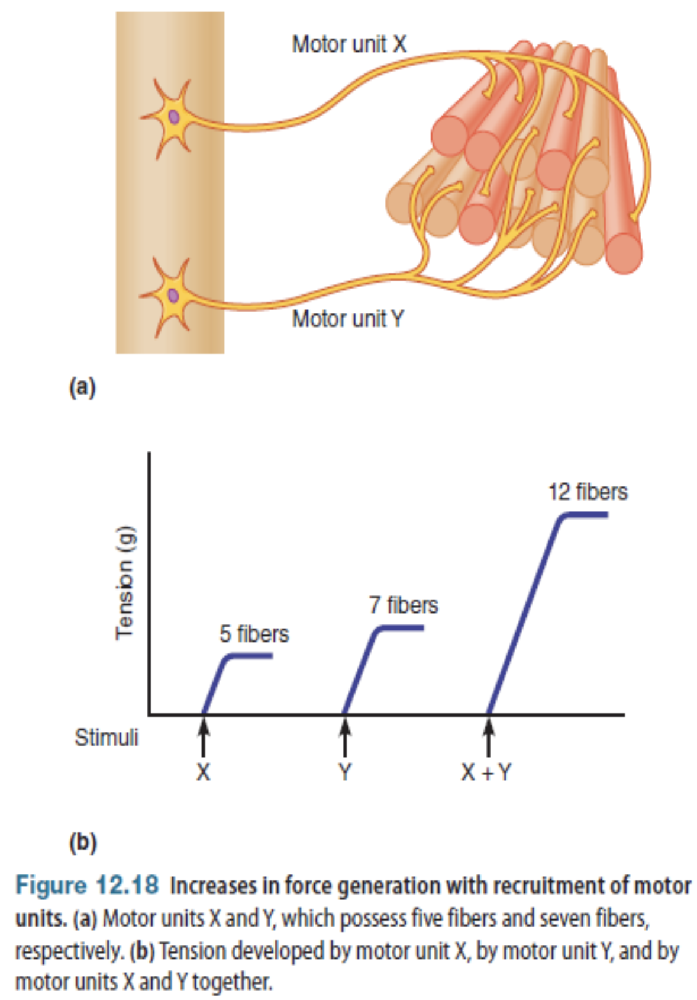 Motor unit X
Motor unit Y
(a)
12 fibers
7 fibers
5 fibers
Tension (g)
Stimuli
X
Y
X + Y
(b)
Figure 12.18 Increases in force generation with recruitment of motor
units. (a) Motor units X and Y, which possess five fibers and seven fibers,
respectively. (b) Tension developed by motor unit X, by motor unit Y, and by
motor units X and Y together.